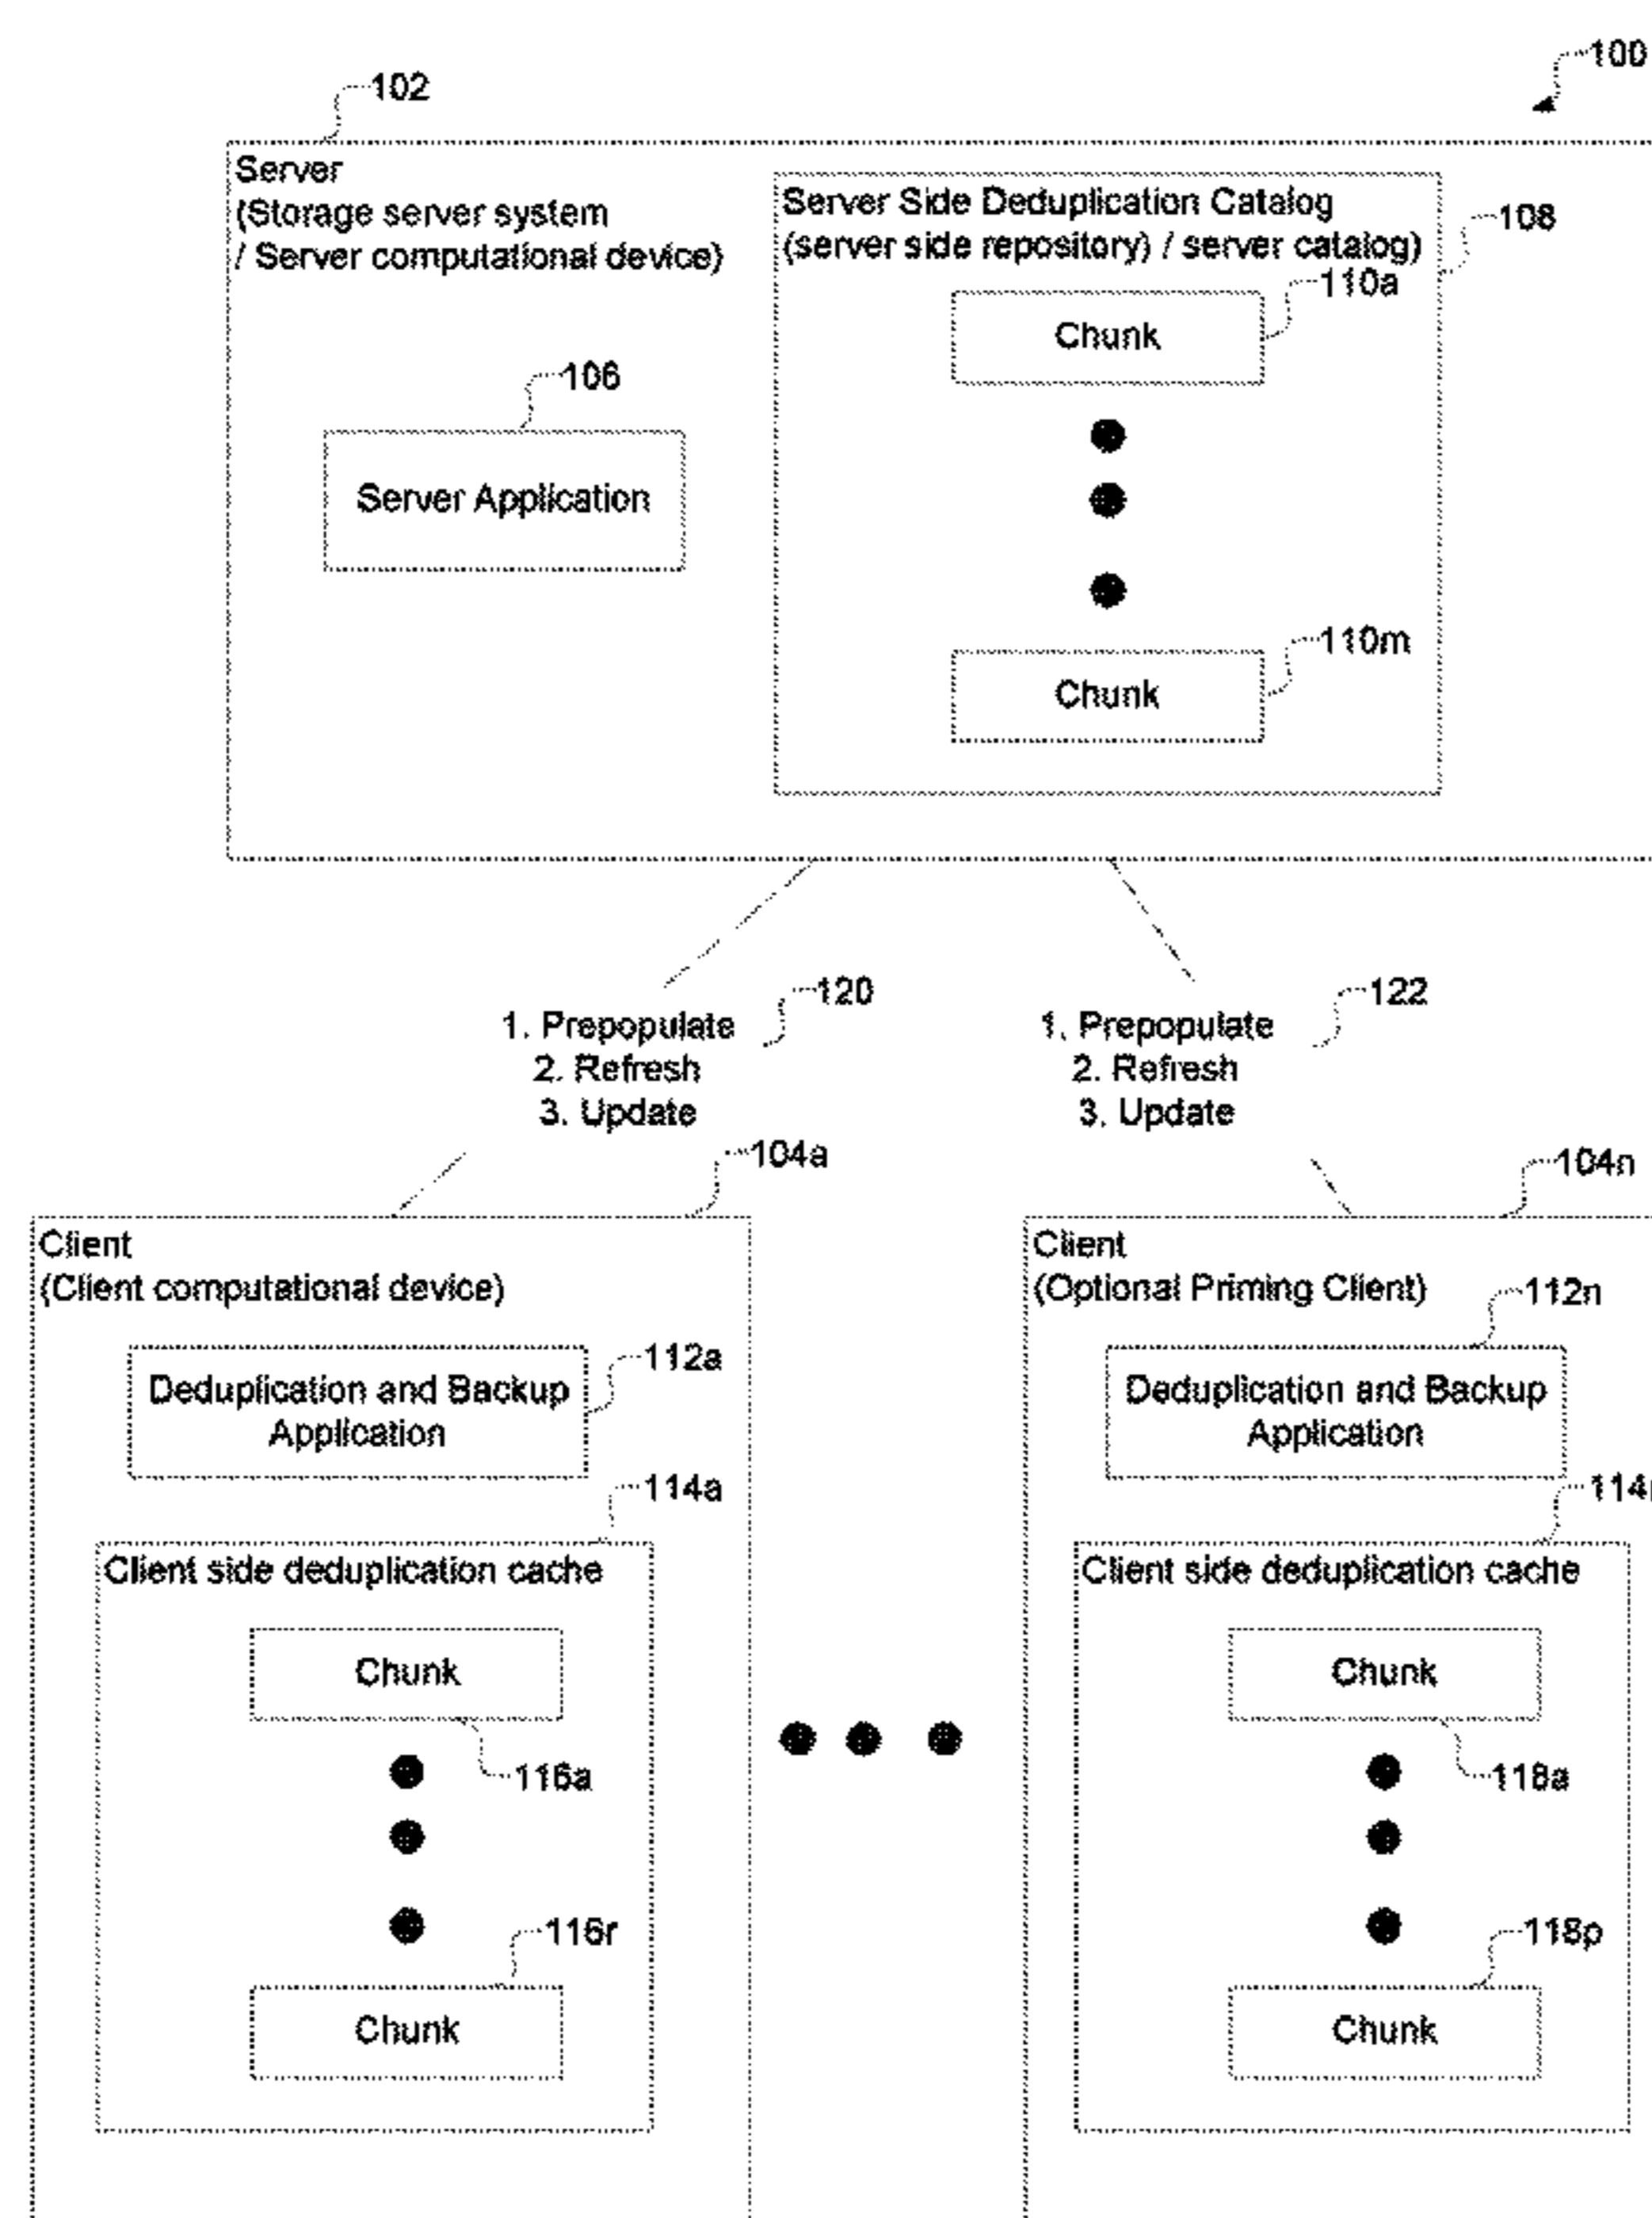 100
102
Server
(Storage server system
/ Server computational device)
Server Side Deduplication Catalog
(server side repository) / server catalog)
108
110a
Chunk
106
Server Application
110m
Chunk
120
1. Prepopulate
2. Refresh
3. Update
122
1. Prepopulate
2. Refresh
3. Update
104a
Client
(Client computational device)
112a
Deduplication and Backup
Application
114a
Client side deduplication cache
Chunk
116a
116r
Chunk
104n
Client
(Optional Priming Client)
112n
Deduplication and Backup
Application
Client side deduplication cache
Chunk
118a
118p
Chunk